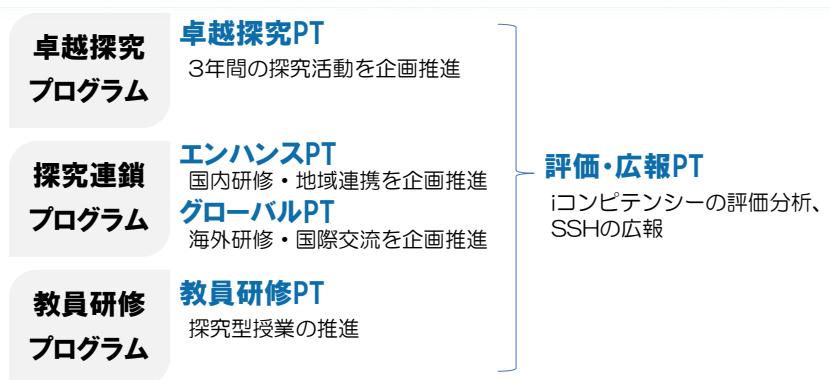 卓越探究
プログラム
卓越探究PT
3年間の探究活動を企画推進
探究連鎖
プログラム
エンハンスPT
国内研修・地域連携を企画推進
グローバルPT
海外研修・国際交流を企画推進
教員研修
プログラム
教員研修PT
探究型授業の推進
評価・広報PT
iコンピテンシーの評価分析、
SSHの広報